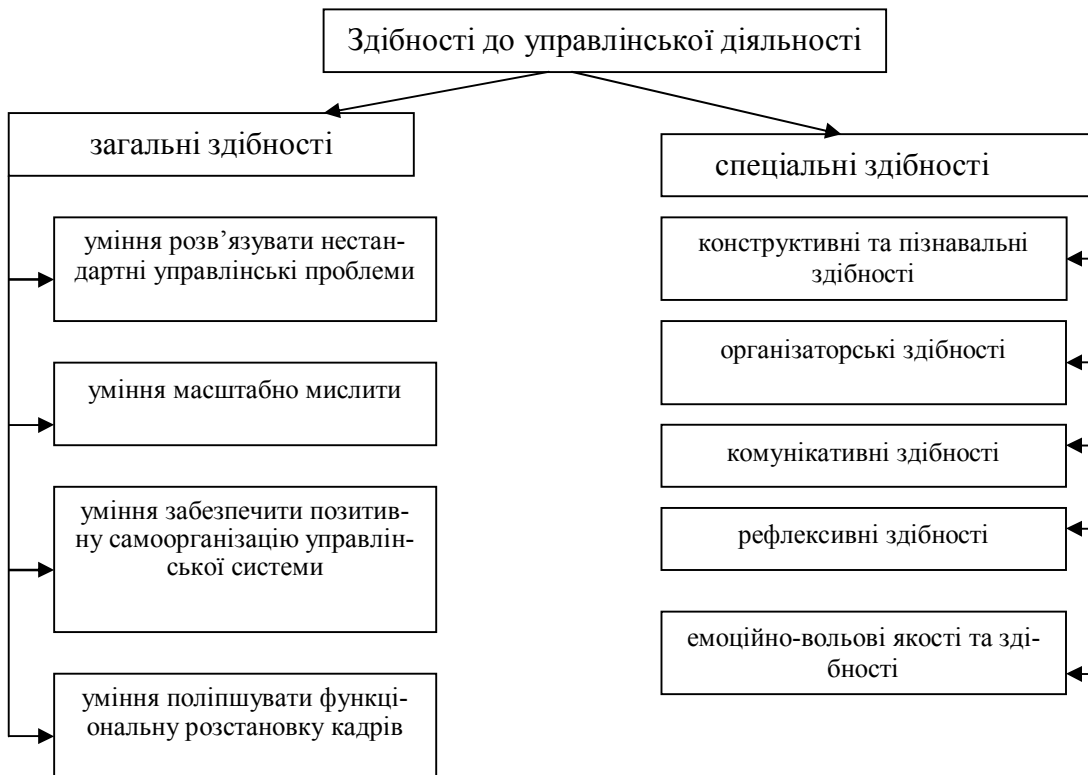 Здібності до управлінської діяльності
загальні здібності
уміння розв’язувати нестан-
дартні управлінські проблеми
уміння масштабно мислити
уміння забезпечити позитив-
ну самоорганізацію управлін-
ської системи
уміння поліпшувати функці-
ональну розстановку кадрів
спеціальні здібності
конструктивні та пізнавальні
здібності
організаторські здібності
комунікативні здібності
рефлексивні здібності
емоційно-вольові якості та зді-
бності